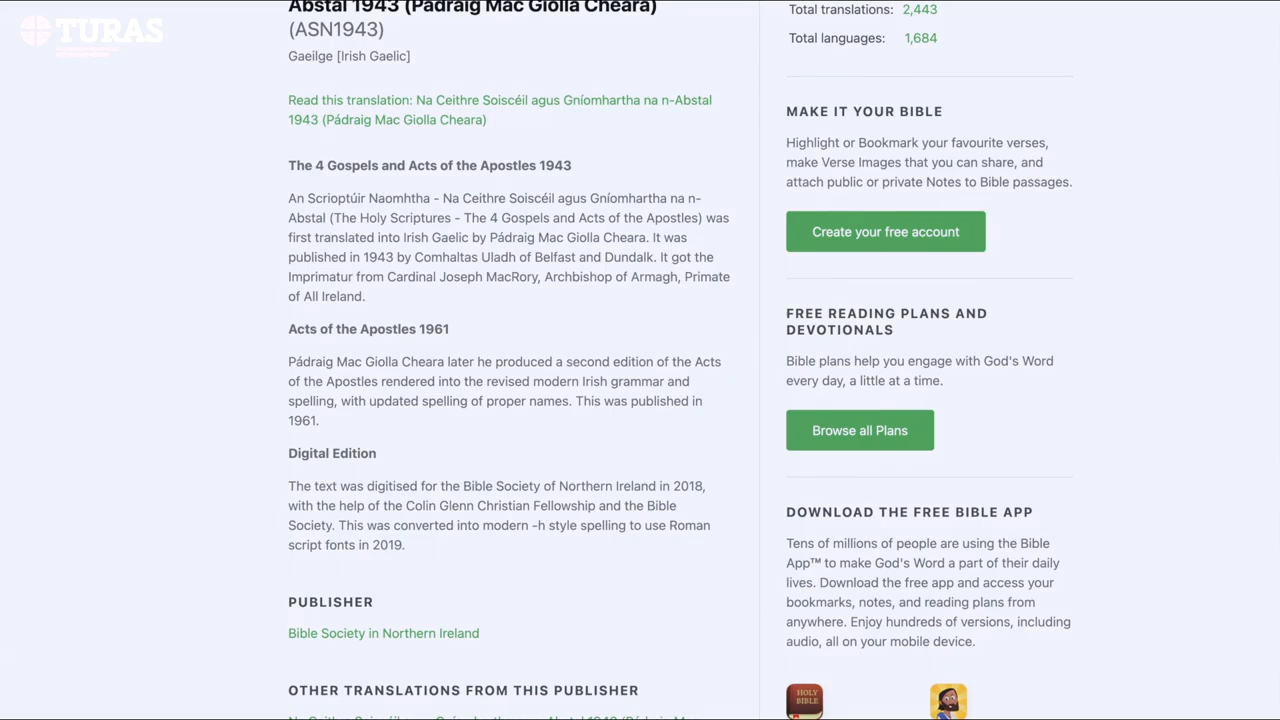 TURAS
Abstal 1943 (Pádraig Mac Giolla Cheara)
(ASN1943)
Gaeilge [Irish Gaelic]
Read this translation: Na Ceithre Soiscéil agus Gníomhartha na n-Abstal
1943 (Pádraig Mac Giolla Cheara)
The 4 Gospels and Acts of the Apostles 1943
An Scrioptúir Naomhtha - Na Ceithre Soiscéil agus Gníomhartha na n-
Abstal (The Holy Scriptures - The 4 Gospels and Acts of the Apostles) was
first translated into Irish Gaelic by Pádraig Mac Giolla Cheara. It was
published in 1943 by Comhaltas Uladh of Belfast and Dundalk. It got the
Imprimatur from Cardinal Joseph MacRory, Archbishop of Armagh, Primate
of All Ireland.
Acts of the Apostles 1961
Pádraig Mac Giolla Cheara later he produced a second edition of the Acts
of the Apostles rendered into the revised modern Irish grammar and
spelling, with updated spelling of proper names. This was published in
1961.
Digital Edition
The text was digitised for the Bible Society of Northern Ireland in 2018,
with the help of the Colin Glenn Christian Fellowship and the Bible
Society. This was converted into modern -h style spelling to use Roman
script fonts in 2019.
PUBLISHER
Bible Society in Northern Ireland
OTHER TRANSLATIONS FROM THIS PUBLISHER
Total translations: 2,443
Total languages: 1,684
MAKE IT YOUR BIBLE
Highlight or Bookmark your favourite verses,
make Verse Images that you can share, and
attach public or private Notes to Bible passages.
Create your free account
FREE READING PLANS AND
DEVOTIONALS
Bible plans help you engage with God's Word
every day, a little at a time.
Browse all Plans
DOWNLOAD THE FREE BIBLE APP
Tens of millions of people are using the Bible
App™ to make God's Word a part of their daily
lives. Download the free app and access your
bookmarks, notes, and reading plans from
anywhere. Enjoy hundreds of versions, including
audio, all on your mobile device.
HOLY
BIBLE